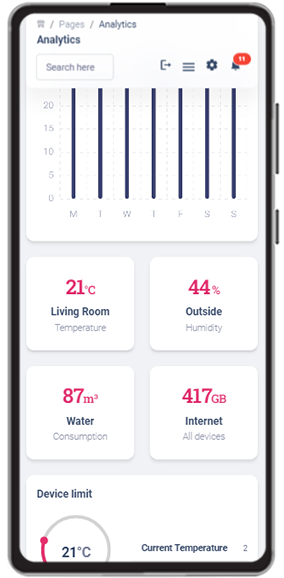 / Pages / Analytics
Analytics
Search here
11
20
15
10
5
0
M T W T F S S
21°C
Living Room
Temperature
44%
Outside
Humidity
87m³
Water
Consumption
417GB
Internet
All devices
Device limit
21°C
Current Temperature 2